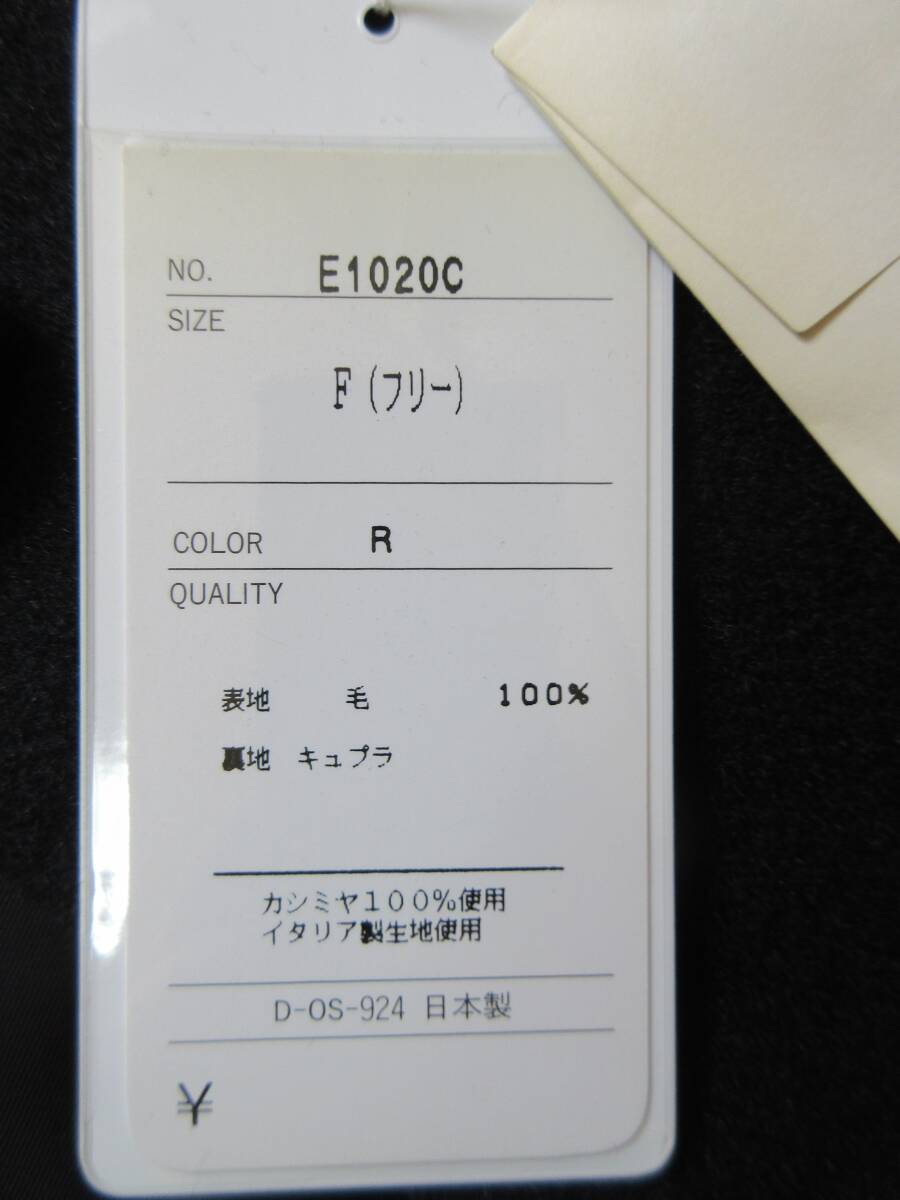 NO. E1020C
SIZE
F(フリー)
COLOR R
QUALITY
表地 毛 100%
裏地 キュプラ
カシミヤ100%使用
イタリア製生地使用
D-OS-924 日本製
¥